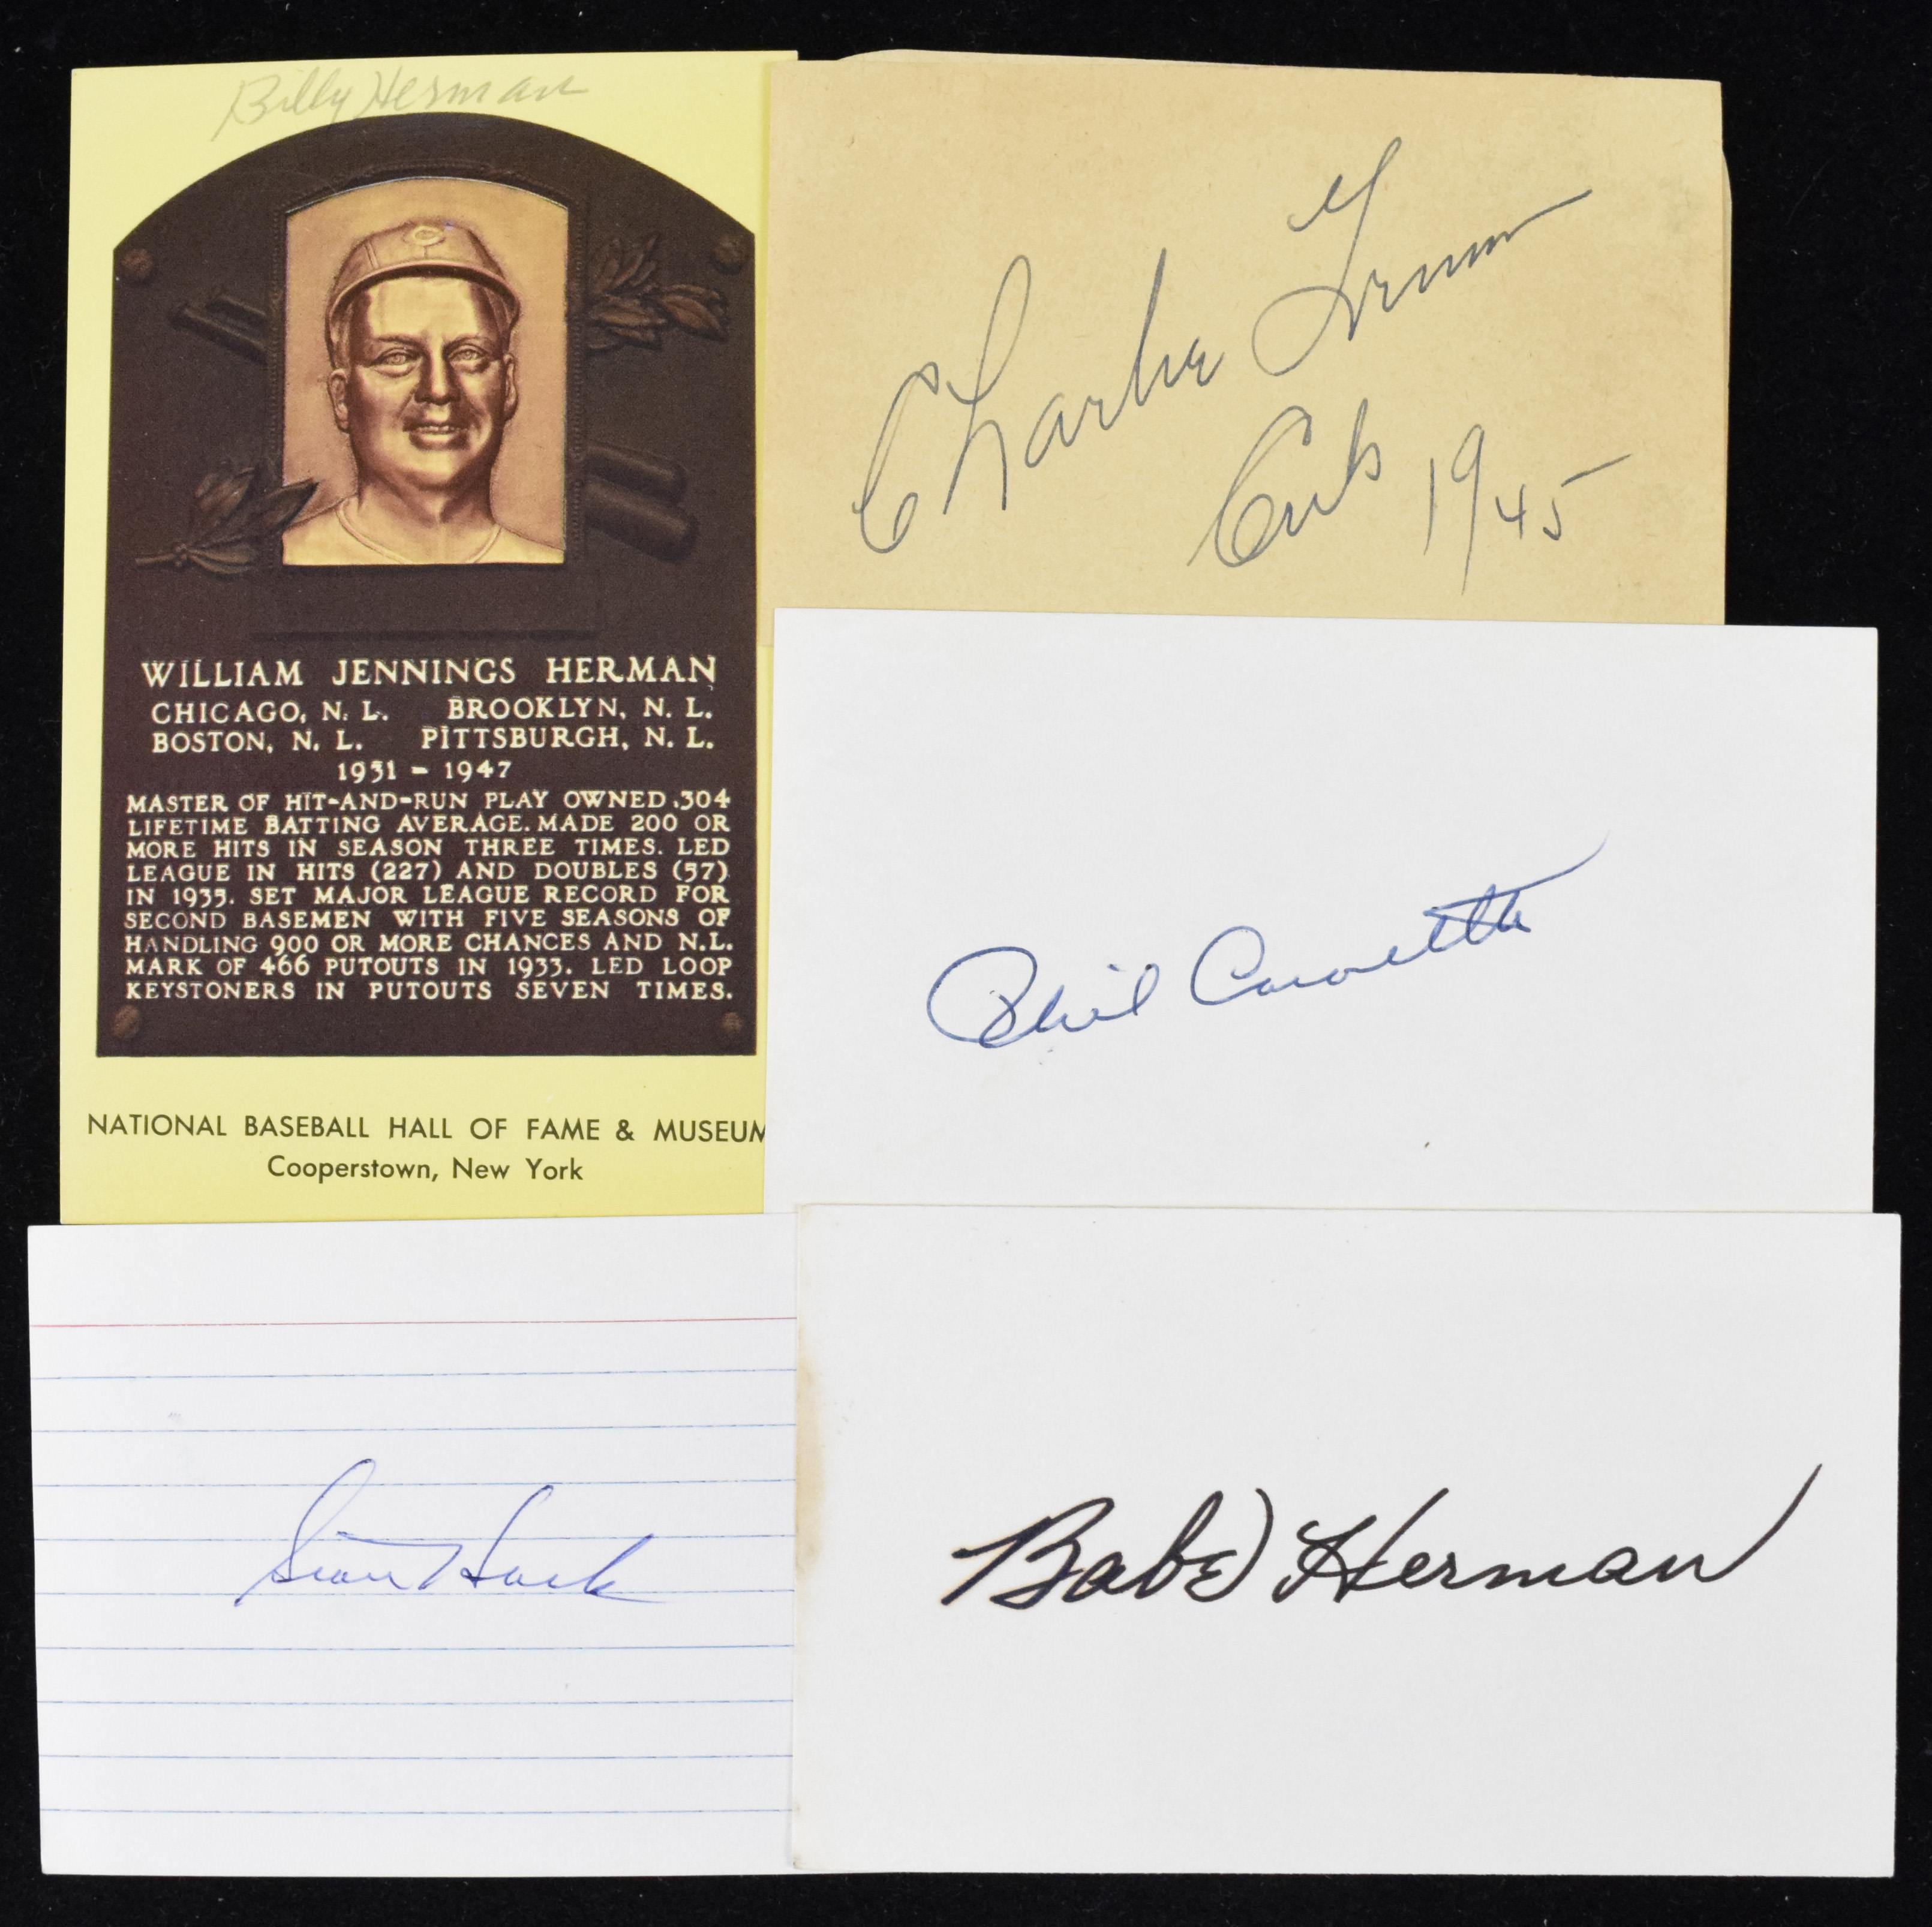 Billy Herman
WILLIAM JENNINGS HERMAN
CHICAGO, N. L. BROOKLYN, N. L.
BOSTON, N. L. PITTSBURGH, N. L.
1931 - 1947
MASTER OF HIT-AND-RUN PLAY OWNED .304
LIFETIME BATTING AVERAGE. MADE 200 OR
MORE HITS IN SEASON THREE TIMES. LED
LEAGUE IN HITS (227) AND DOUBLES (57)
IN 1935. SET MAJOR LEAGUE RECORD FOR
SECOND BASEMEN WITH FIVE SEASONS OF
HANDLING 900 OR MORE CHANCES AND N.L.
MARK OF 466 PUTOUTS IN 1933. LED LOOP
KEYSTONERS IN PUTOUTS SEVEN TIMES.
NATIONAL BASEBALL HALL OF FAME & MUSEUM
Cooperstown, New York
Charlie Grimm
Cubs 1945
Phil Cavarretta
Stan Hack
Babe Herman